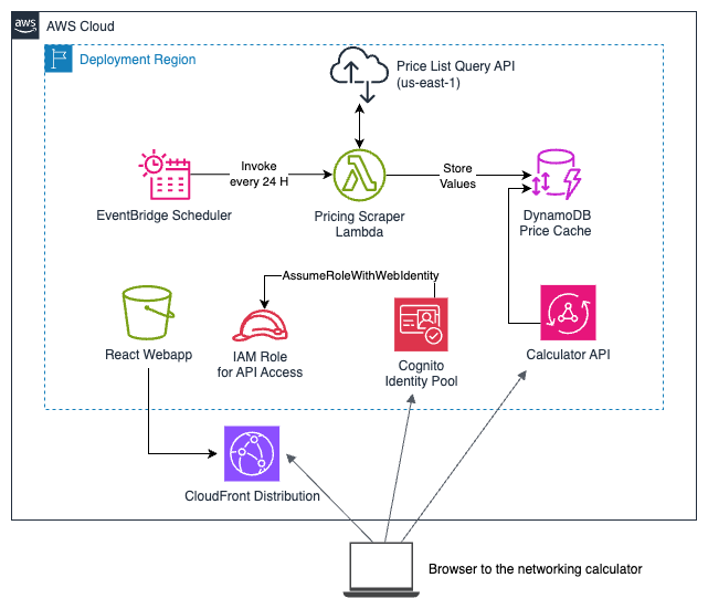 aws
AWS Cloud
Deployment Region
Price List Query API
(us-east-1)
Invoke
every 24 H
Store
Values
EventBridge Scheduler
Pricing Scraper
Lambda
DynamoDB
Price Cache
AssumeRoleWithWebIdentity
React Webapp
IAM Role
for API Access
Cognito
Identity Pool
Calculator API
CloudFront Distribution
Browser to the networking calculator